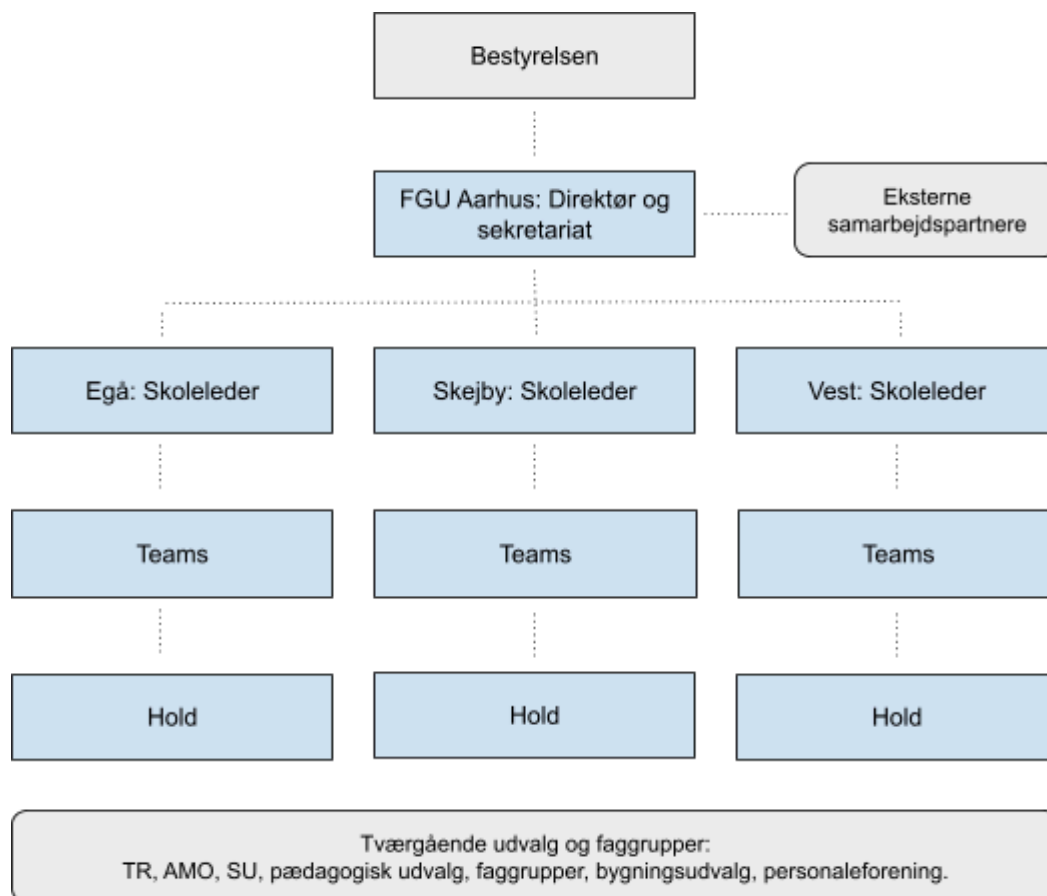 Bestyrelsen
FGU Aarhus: Direktør og
sekretariat
Eksterne
samarbejdspartnere
Egå: Skoleleder
Skejby: Skoleleder
Vest: Skoleleder
Teams
Teams
Teams
Hold
Hold
Hold
Tværgående udvalg og faggrupper:
TR, AMO, SU, pædagogisk udvalg, faggrupper, bygningsudvalg, personaleforening.